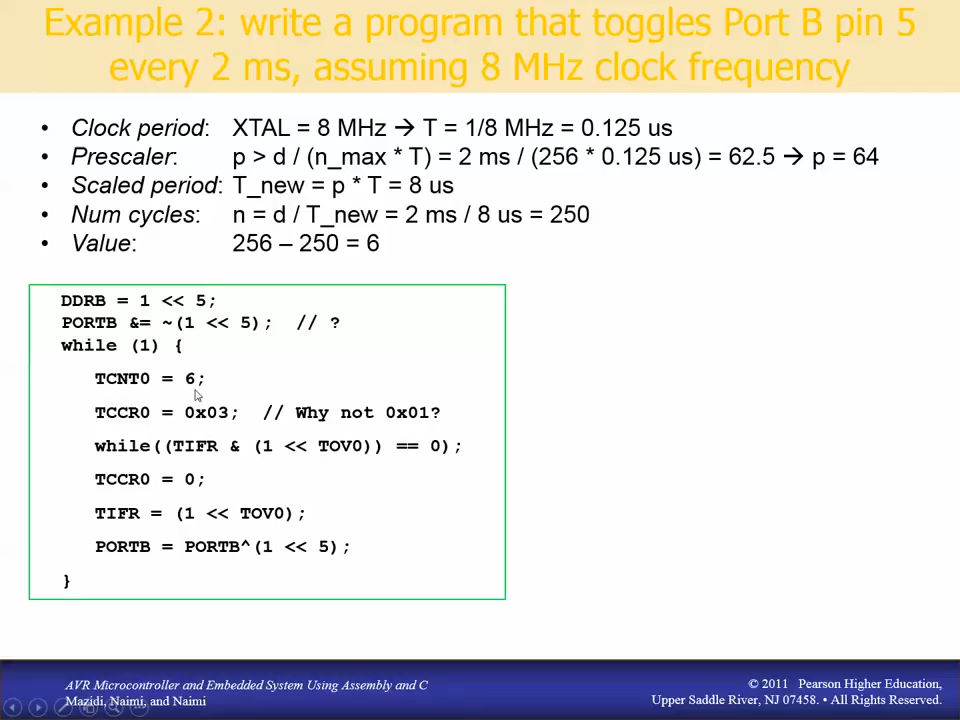 Example 2: write a program that toggles Port B pin 5
every 2 ms, assuming 8 MHz clock frequency
• Clock period: XTAL = 8 MHz → T = 1/8 MHz = 0.125 us
• Prescaler: p > d / (n_max * T) = 2 ms / (256 * 0.125 us) = 62.5 → p = 64
• Scaled period: T_new = p * T = 8 us
• Num cycles: n = d / T_new = 2 ms / 8 us = 250
• Value: 256 – 250 = 6
DDRB = 1 << 5;
PORTB &= ~(1 << 5); // ?
while (1) {
TCNT0 = 6;
TCCR0 = 0x03; // Why not 0x01?
while((TIFR & (1 << TOV0)) == 0);
TCCR0 = 0;
TIFR = (1 << TOV0);
PORTB = PORTB^(1 << 5);
}
AVR Microcontroller and Embedded System Using Assembly and C
Mazidi, Naimi, and Naimi
© 2011 Pearson Higher Education,
Upper Saddle River, NJ 07458. • All Rights Reserved.